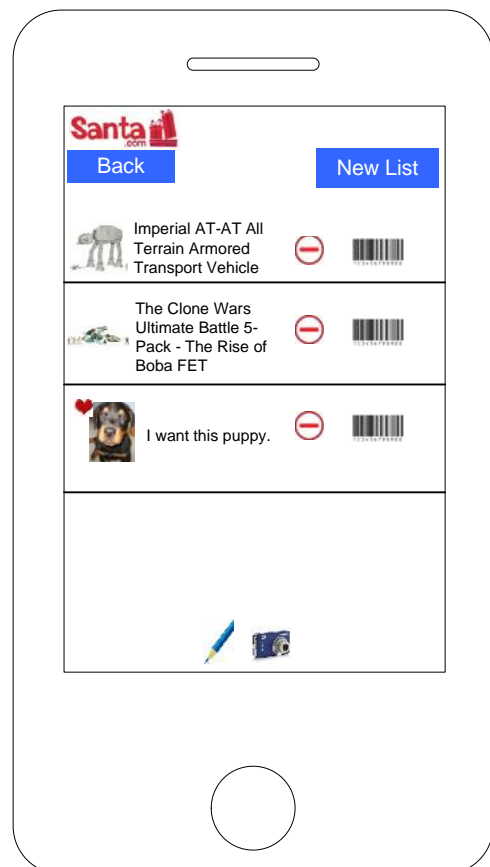 Santa
.com
Back
New List
Imperial AT-AT All
Terrain Armored
Transport Vehicle
The Clone Wars
Ultimate Battle 5-
Pack - The Rise of
Boba FET
I want this puppy.